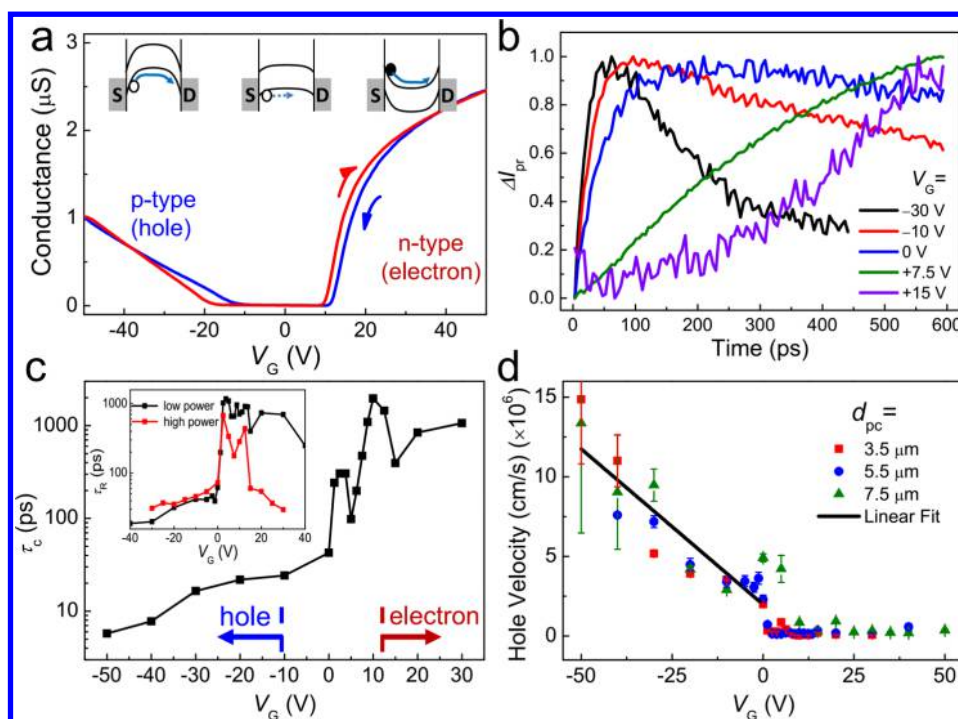 a
Conductance (μS)
3
2
1
0
S D
S D
S D
p-type
(hole)
n-type
(electron)
-40 -20 0 20 40
V_G (V)
b
ΔI_pr
1.0
0.8
0.6
0.4
0.2
0.0
V_G =
–30 V
–10 V
0 V
+7.5 V
+15 V
0 100 200 300 400 500 600
Time (ps)
c
τ_c (ps)
1000
100
10
low power
high power
τ_R (ps)
1000
100
-40 -20 0 20 40
V_G (V)
hole
electron
-50 -40 -30 -20 -10 0 10 20 30
V_G (V)
d
Hole Velocity (cm/s) (×10⁶)
15
10
5
0
d_pc =
3.5 μm
5.5 μm
7.5 μm
Linear Fit
-50 -25 0 25 50
V_G (V)